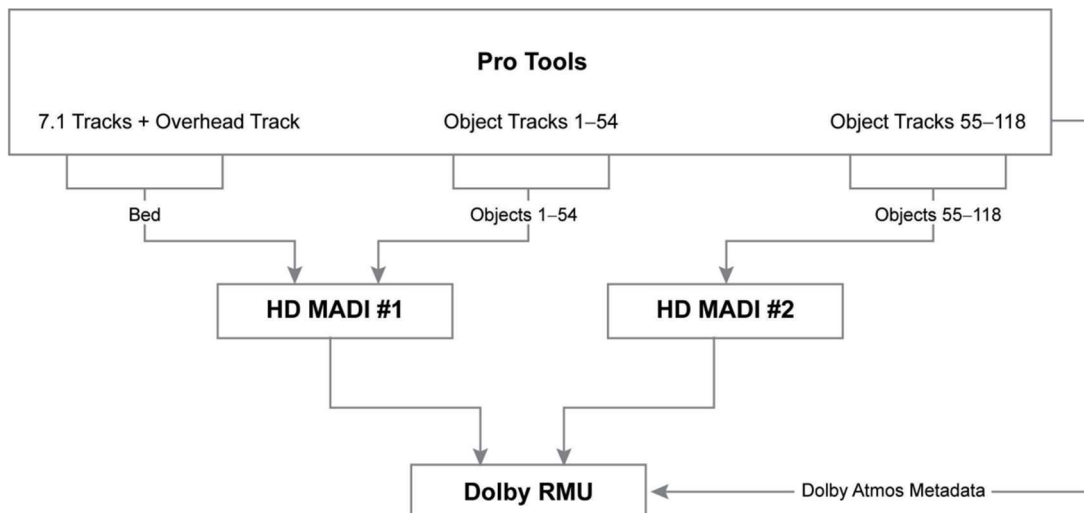 Pro Tools
7.1 Tracks + Overhead Track
Object Tracks 1–54
Object Tracks 55–118
Bed
Objects 1–54
Objects 55–118
HD MADI #1
HD MADI #2
Dolby RMU
Dolby Atmos Metadata